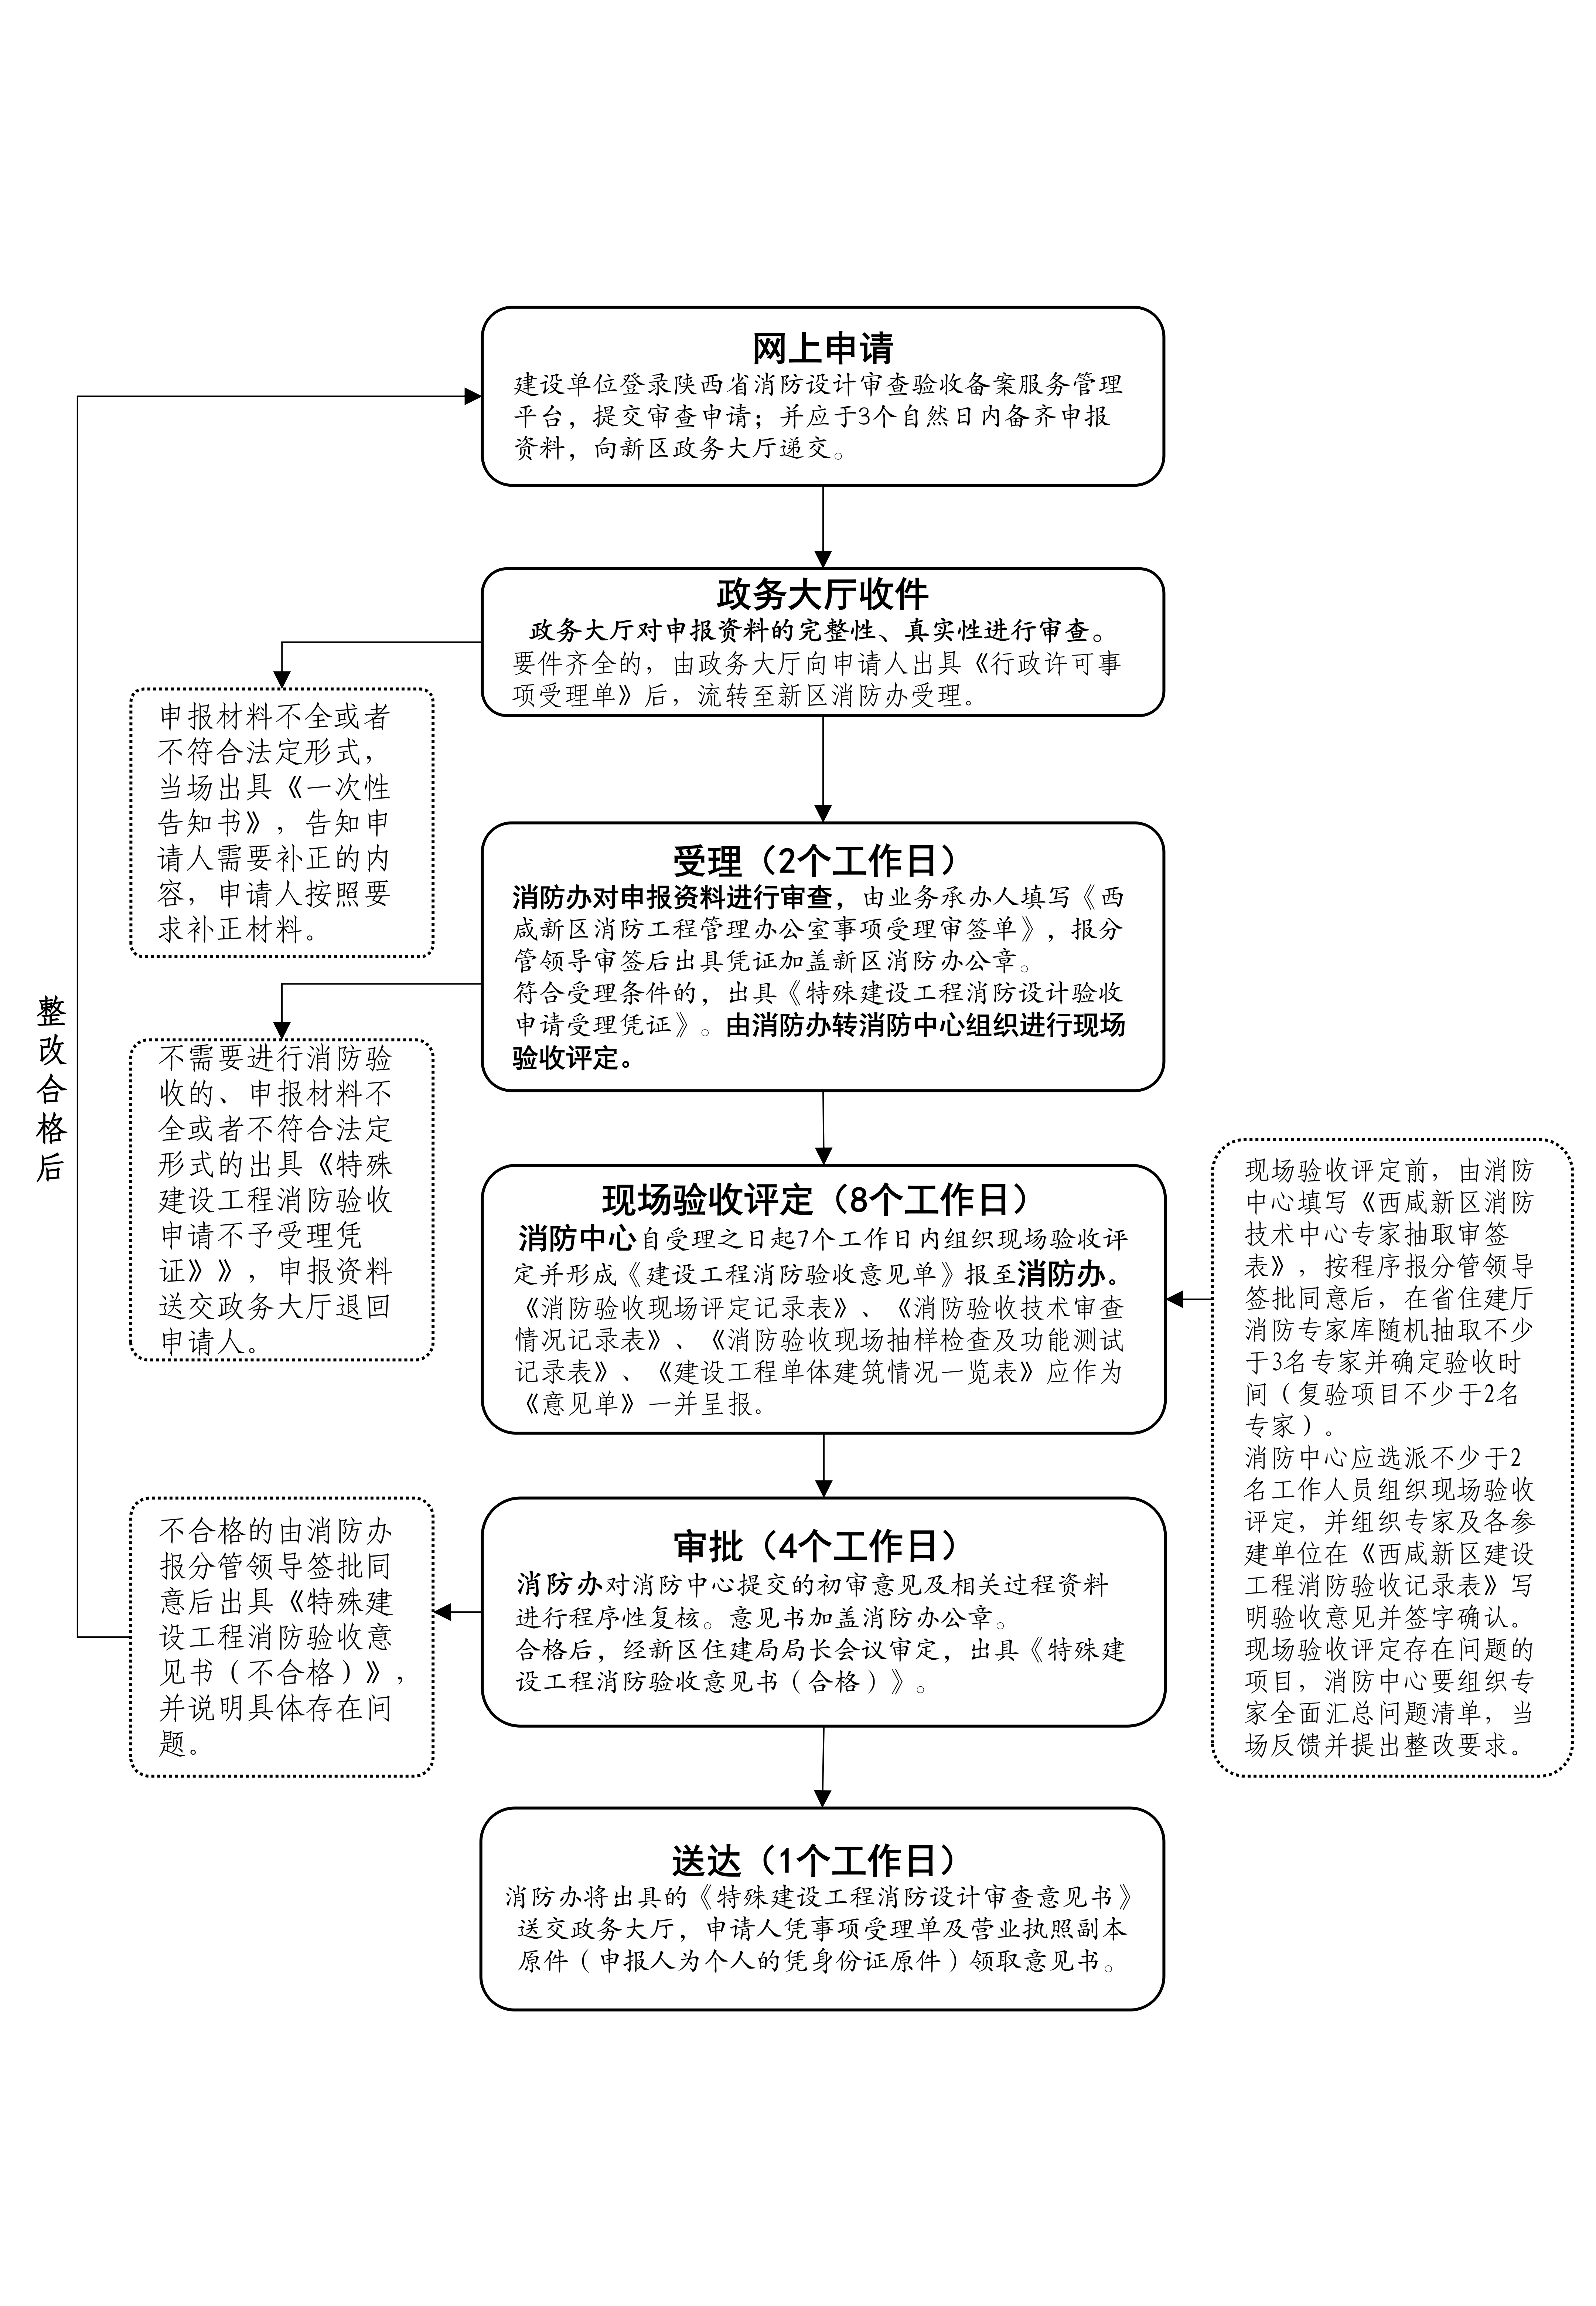 网上申请
建设单位登录陕西省消防设计审查验收备案服务管理
平台，提交审查申请；并应于3个自然日内备齐申报
资料，向新区政务大厅递交。
政务大厅收件
政务大厅对申报资料的完整性、真实性进行审查。
要件齐全的，由政务大厅向申请人出具《行政许可事
项受理单》后，流转至新区消防办受理。
申报材料不全或者
不符合法定形式，
当场出具《一次性
告知书》，告知申
请人需要补正的内
容，申请人按照要
求补正材料。
受理（2个工作日）
消防办对申报资料进行审查，由业务承办人填写《西
咸新区消防工程管理办公室事项受理审签单》，报分
管领导审签后出具凭证加盖新区消防办公章。
符合受理条件的，出具《特殊建设工程消防设计验收
申请受理凭证》。由消防办转消防中心组织进行现场
验收评定。
不需要进行消防验
收的、申报材料不
全或者不符合法定
形式的出具《特殊
建设工程消防验收
申请不予受理凭
证》》，申报资料
送交政务大厅退回
申请人。
整改合格后
现场验收评定（8个工作日）
消防中心自受理之日起7个工作日内组织现场验收评
定并形成《建设工程消防验收意见单》报至消防办。
《消防验收现场评定记录表》、《消防验收技术审查
情况记录表》、《消防验收现场抽样检查及功能测试
记录表》、《建设工程单体建筑情况一览表》应作为
《意见单》一并呈报。
现场验收评定前，由消防
中心填写《西咸新区消防
技术中心专家抽取审签
表》，按程序报分管领导
签批同意后，在省住建厅
消防专家库随机抽取不少
于3名专家并确定验收时
间（复验项目不少于2名
专家）。
消防中心应选派不少于2
名工作人员组织现场验收
评定，并组织专家及各参
建单位在《西咸新区建设
工程消防验收记录表》写
明验收意见并签字确认。
现场验收评定存在问题的
项目，消防中心要组织专
家全面汇总问题清单，当
场反馈并提出整改要求。
审批（4个工作日）
消防办对消防中心提交的初审意见及相关过程资料
进行程序性复核。意见书加盖消防办公章。
合格后，经新区住建局局长会议审定，出具《特殊建
设工程消防验收意见书（合格）》。
不合格的由消防办
报分管领导签批同
意后出具《特殊建
设工程消防验收意
见书（不合格）》，
并说明具体存在问
题。
送达（1个工作日）
消防办将出具的《特殊建设工程消防设计审查意见书》
送交政务大厅，申请人凭事项受理单及营业执照副本
原件（申报人为个人的凭身份证原件）领取意见书。